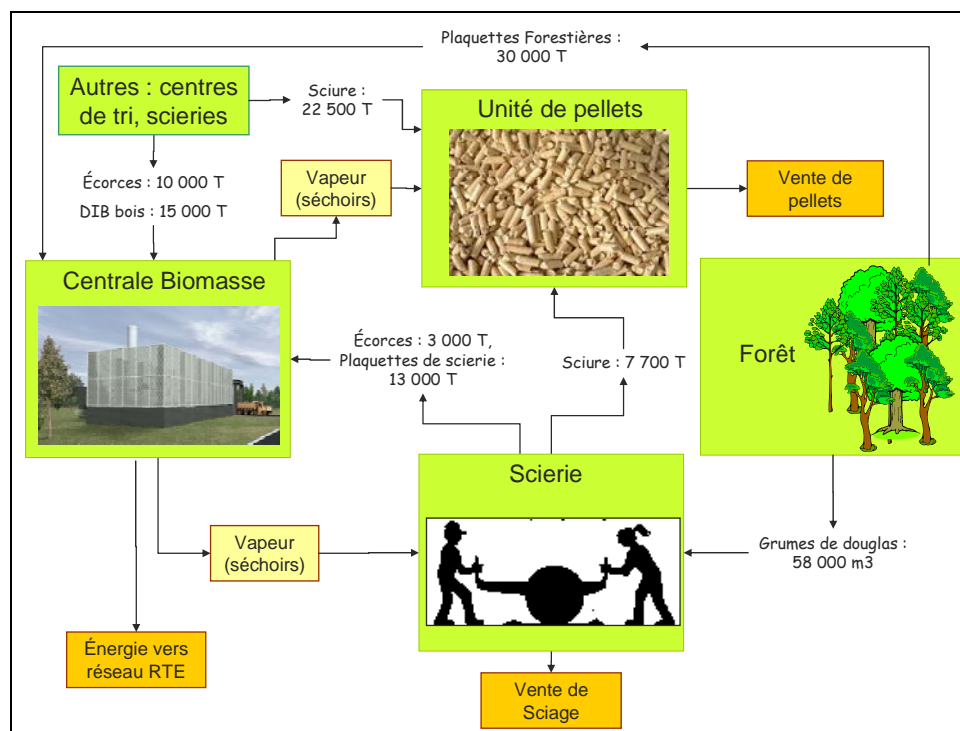 Plaquettes Forestières :
30 000 T
Autres : centres
de tri, scieries
Sciure :
22 500 T
Unité de pellets
Écorces : 10 000 T
DIB bois : 15 000 T
Vapeur
(séchoirs)
Vente de
pellets
Centrale Biomasse
Écorces : 3 000 T,
Plaquettes de scierie :
13 000 T
Sciure : 7 700 T
Forêt
Scierie
Vapeur
(séchoirs)
Grumes de douglas :
58 000 m3
Énergie vers
réseau RTE
Vente de
Sciage